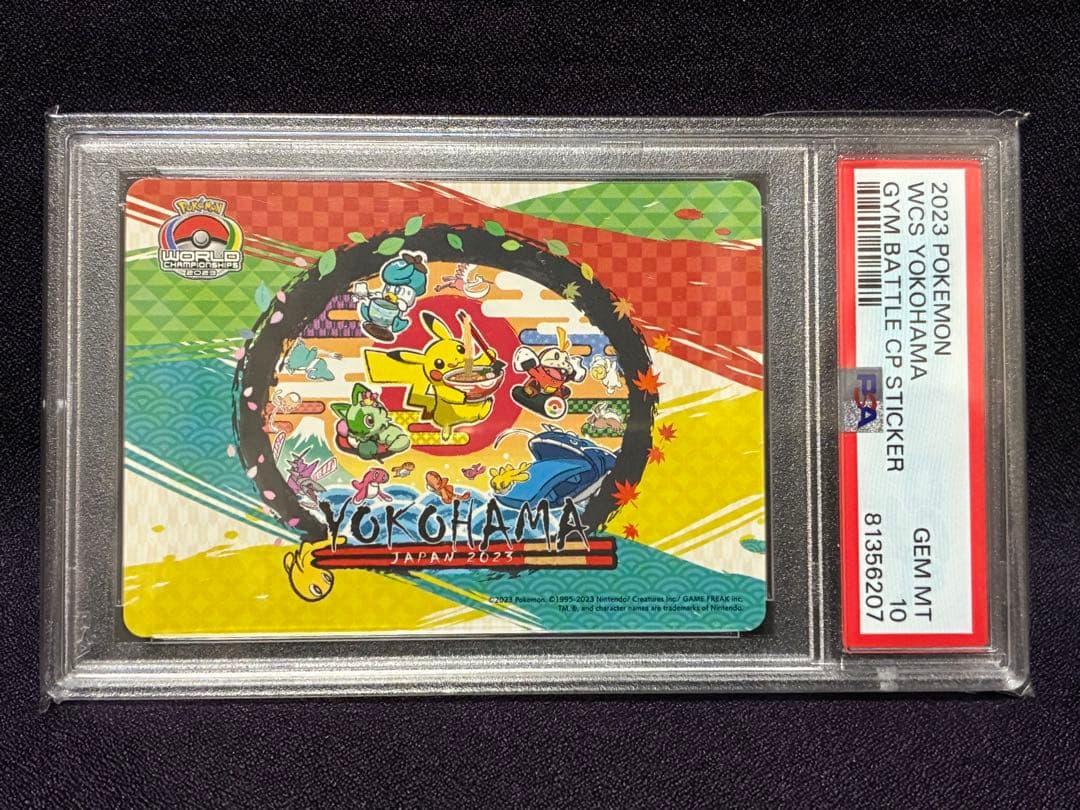 POKéMON
WORLD
CHAMPIONSHIPS
2023
YOKOHAMA
JAPAN 2023
©2023 Pokémon. ©1995-2023 Nintendo/ Creatures Inc./ GAME FREAK inc.
TM, ®, and character names are trademarks of Nintendo.
2023 POKEMON
WCS YOKOHAMA
GYM BATTLE CP STICKER
GEM MT
10
81356207
PSA